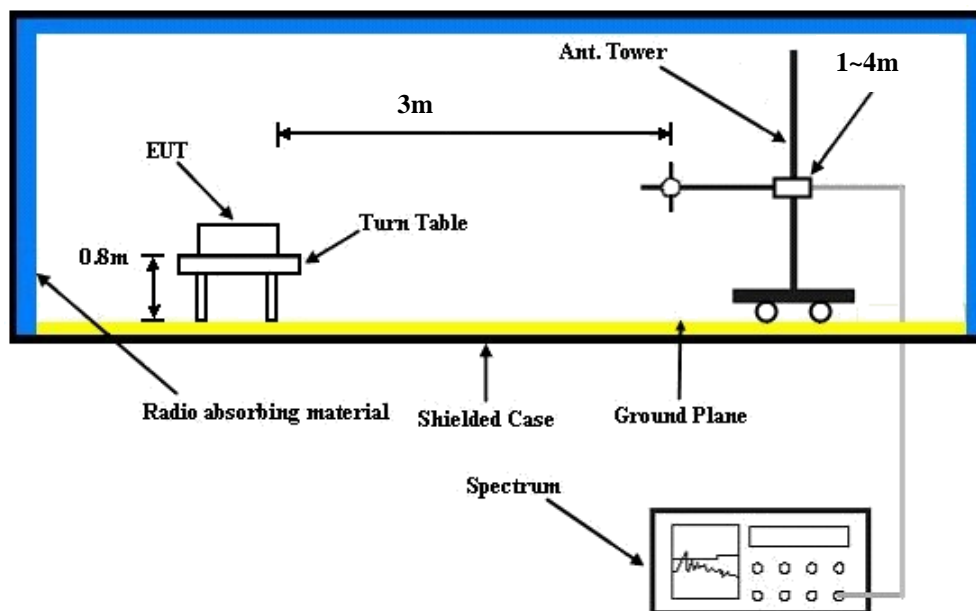 Ant. Tower
1~4m
3m
EUT
Turn Table
0.8m
Radio absorbing material
Shielded Case
Ground Plane
Spectrum